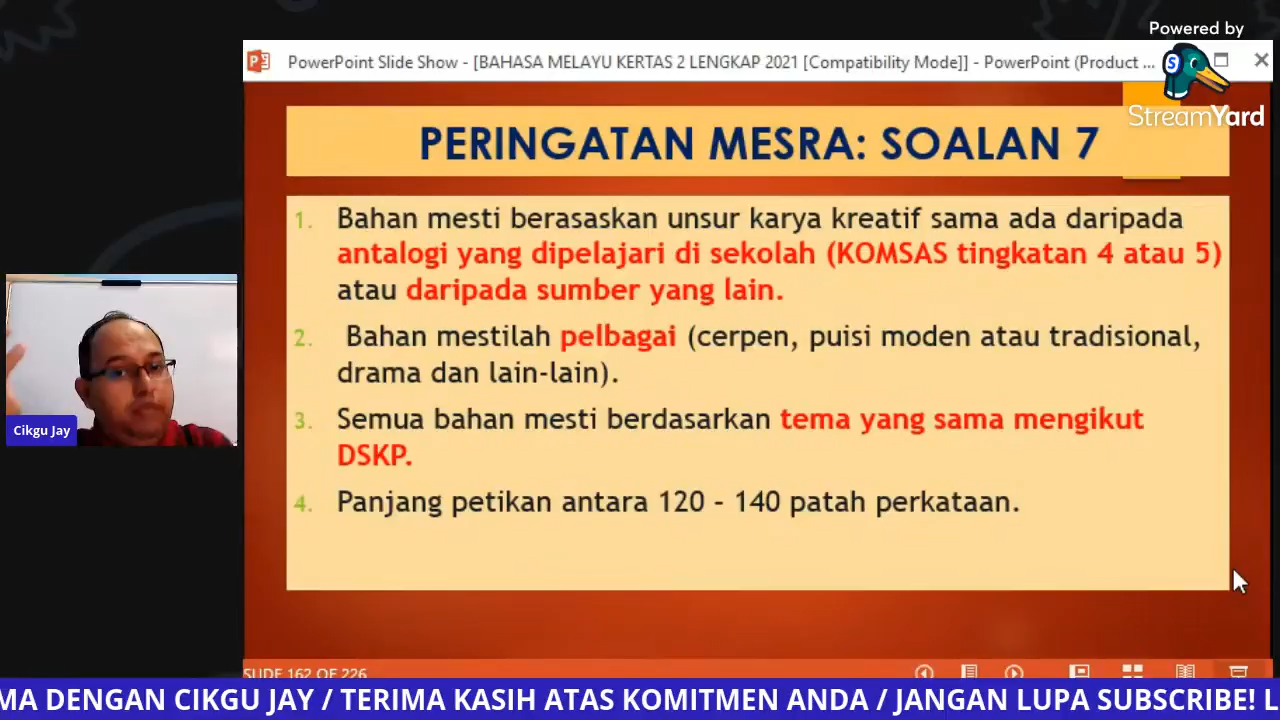 Powered by
StreamYard
PowerPoint Slide Show - [BAHASA MELAYU KERTAS 2 LENGKAP 2021 [Compatibility Mode]] - PowerPoint (Product ...
PERINGATAN MESRA: SOALAN 7
1. Bahan mesti berasaskan unsur karya kreatif sama ada daripada
antalogi yang dipelajari di sekolah (KOMSAS tingkatan 4 atau 5)
atau daripada sumber yang lain.
2. Bahan mestilah pelbagai (cerpen, puisi moden atau tradisional,
drama dan lain-lain).
3. Semua bahan mesti berdasarkan tema yang sama mengikut
DSKP.
4. Panjang petikan antara 120 - 140 patah perkataan.
Cikgu Jay
SLIDE 162 OF 226
MA DENGAN CIKGU JAY / TERIMA KASIH ATAS KOMITMEN ANDA / JANGAN LUPA SUBSCRIBE! L